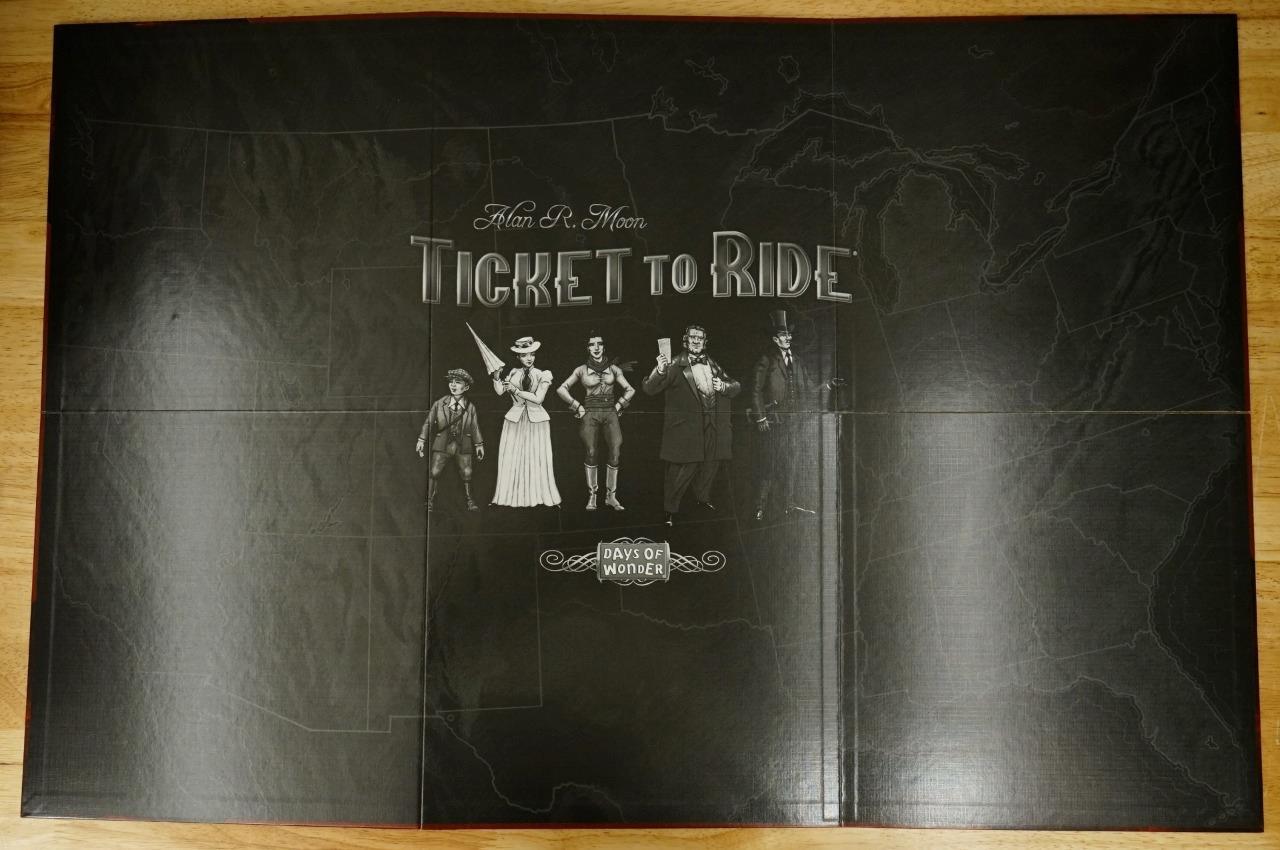 Alan R. Moon
TICKET TO RIDE®
DAYS OF
WONDER